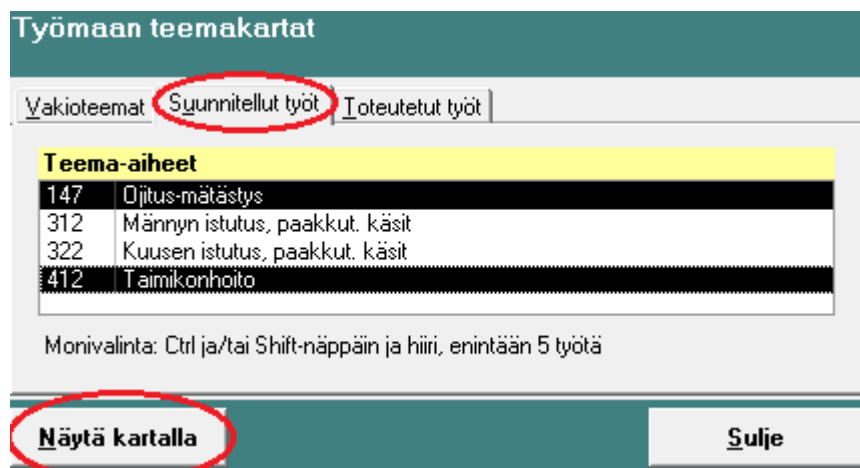 Työmaan teemakartat
Vakioteemat Suunnitellut työt Toteutetut työt
Teema-aiheet
147 Ojitus-mätästys
312 Männyn istutus, paakkut. käsit
322 Kuusen istutus, paakkut. käsit
412 Taimikonhoito
Monivalinta: Ctrl ja/tai Shift-näppäin ja hiiri, enintään 5 työtä
Näytä kartalla Sulje